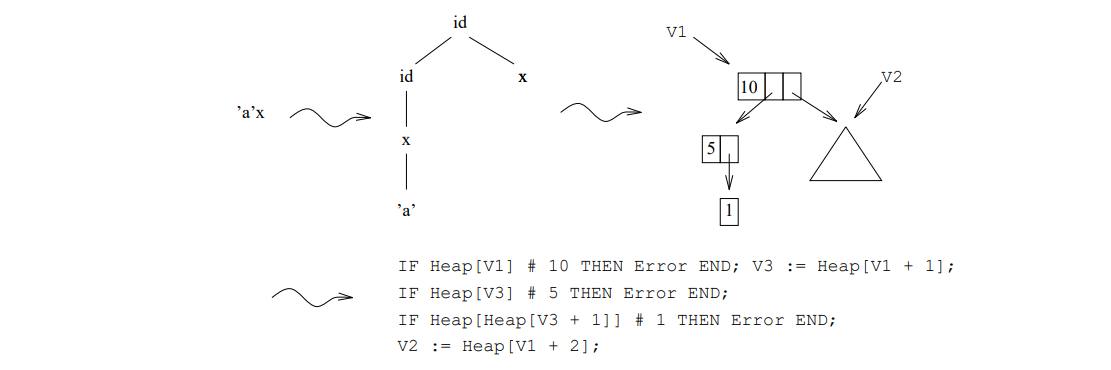 id
V1
id
x
10
V2
'a'x
x
5
'a'
1
IF Heap[V1] # 10 THEN Error END; V3 := Heap[V1 + 1];
IF Heap[V3] # 5 THEN Error END;
IF Heap[Heap[V3 + 1]] # 1 THEN Error END;
V2 := Heap[V1 + 2];